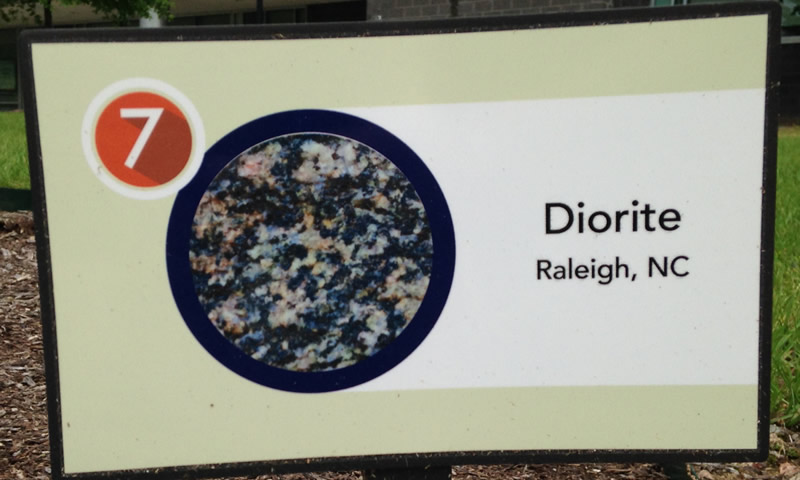 7
Diorite
Raleigh, NC